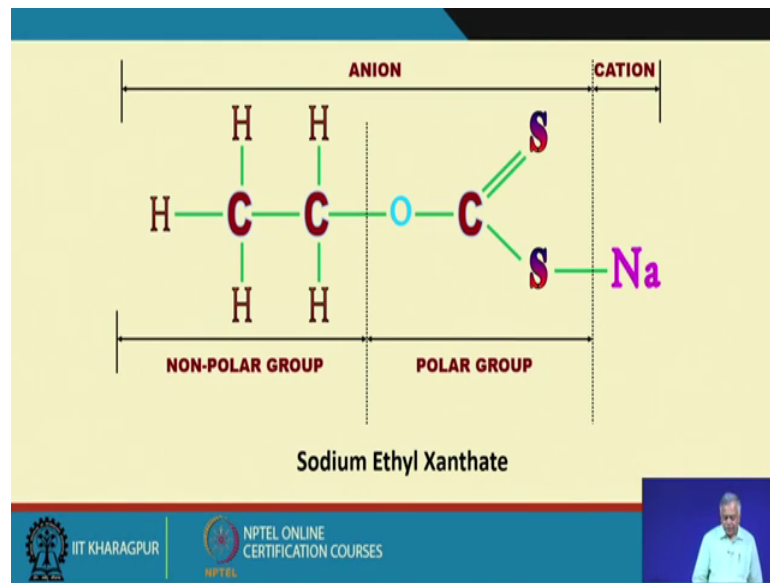 ANION CATION
H H S
H C C O C
S Na
H H
NON-POLAR GROUP POLAR GROUP
Sodium Ethyl Xanthate
IIT KHARAGPUR
NPTEL
NPTEL ONLINE
CERTIFICATION COURSES